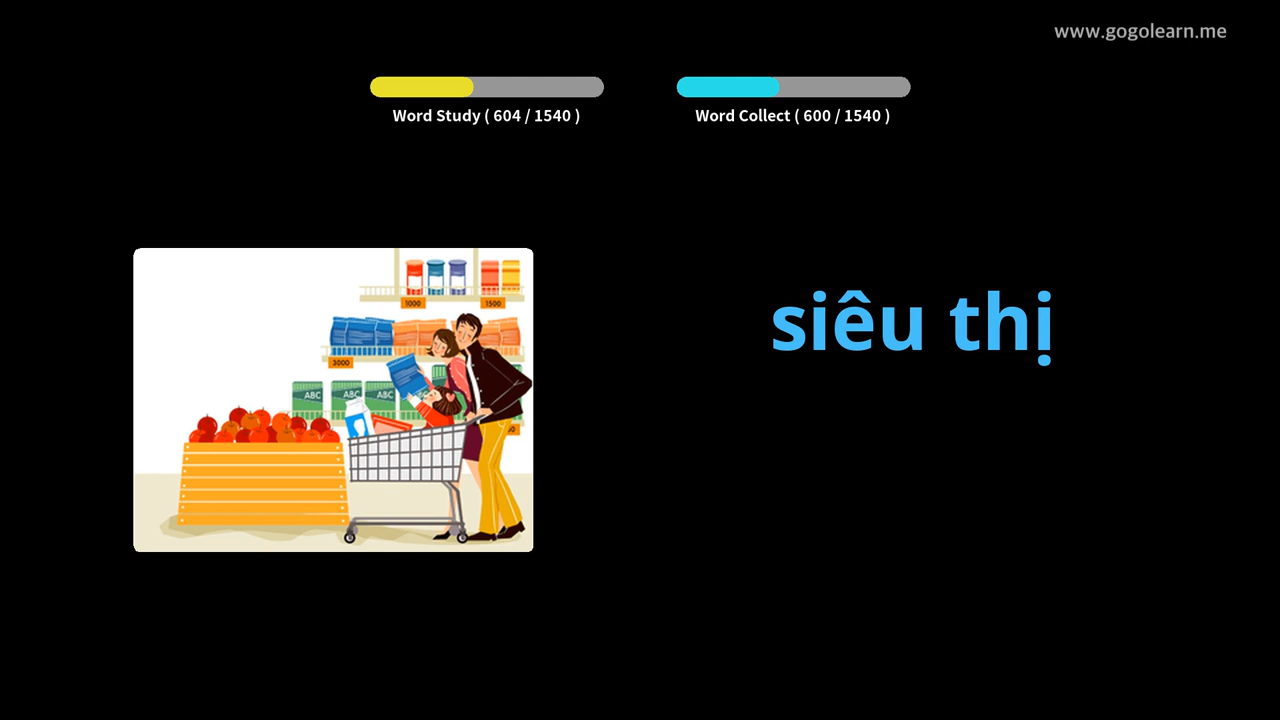 www.gogolearn.me
Word Study ( 604 / 1540 )
Word Collect ( 600 / 1540 )
1000
1500
siêu thị
3000
ABC
ABC
ABC